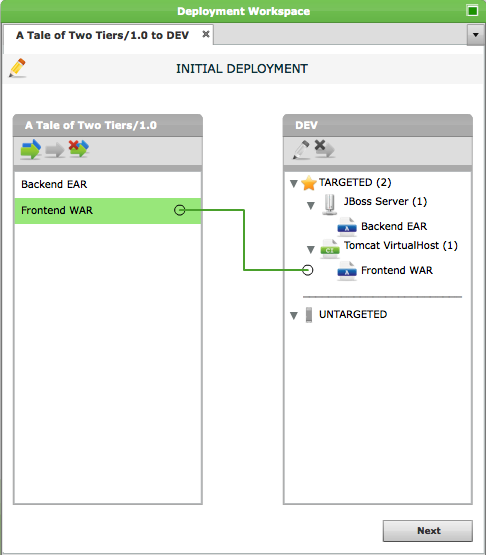 Deployment Workspace
A Tale of Two Tiers/1.0 to DEV
INITIAL DEPLOYMENT
A Tale of Two Tiers/1.0
Backend EAR
Frontend WAR
DEV
TARGETED (2)
JBoss Server (1)
A Backend EAR
Tomcat VirtualHost (1)
CI
A Frontend WAR
UNTARGETED
Next